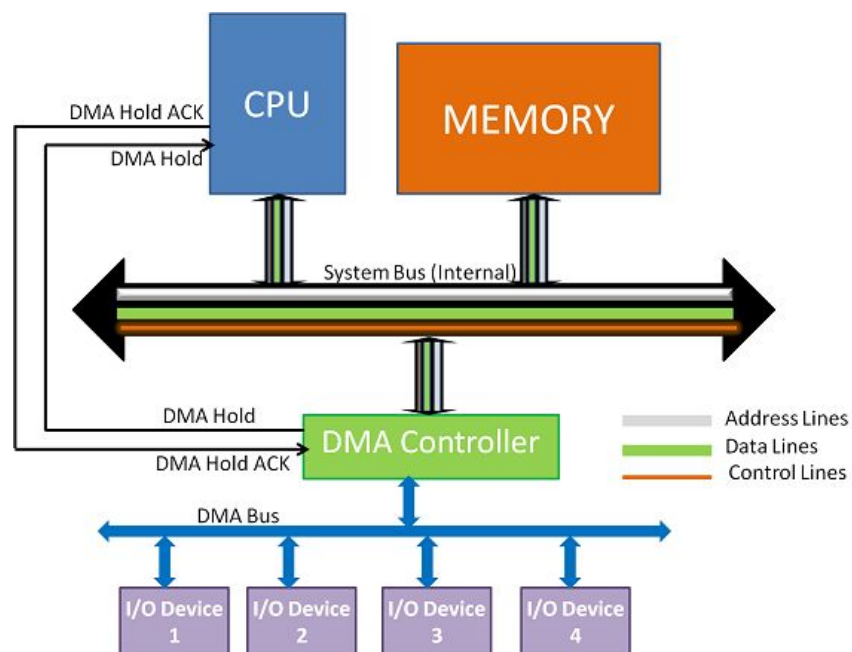 CPU
MEMORY
DMA Hold ACK
DMA Hold
System Bus (Internal)
DMA Hold
DMA Controller
DMA Hold ACK
Address Lines
Data Lines
Control Lines
DMA Bus
I/O Device
1
I/O Device
2
I/O Device
3
I/O Device
4